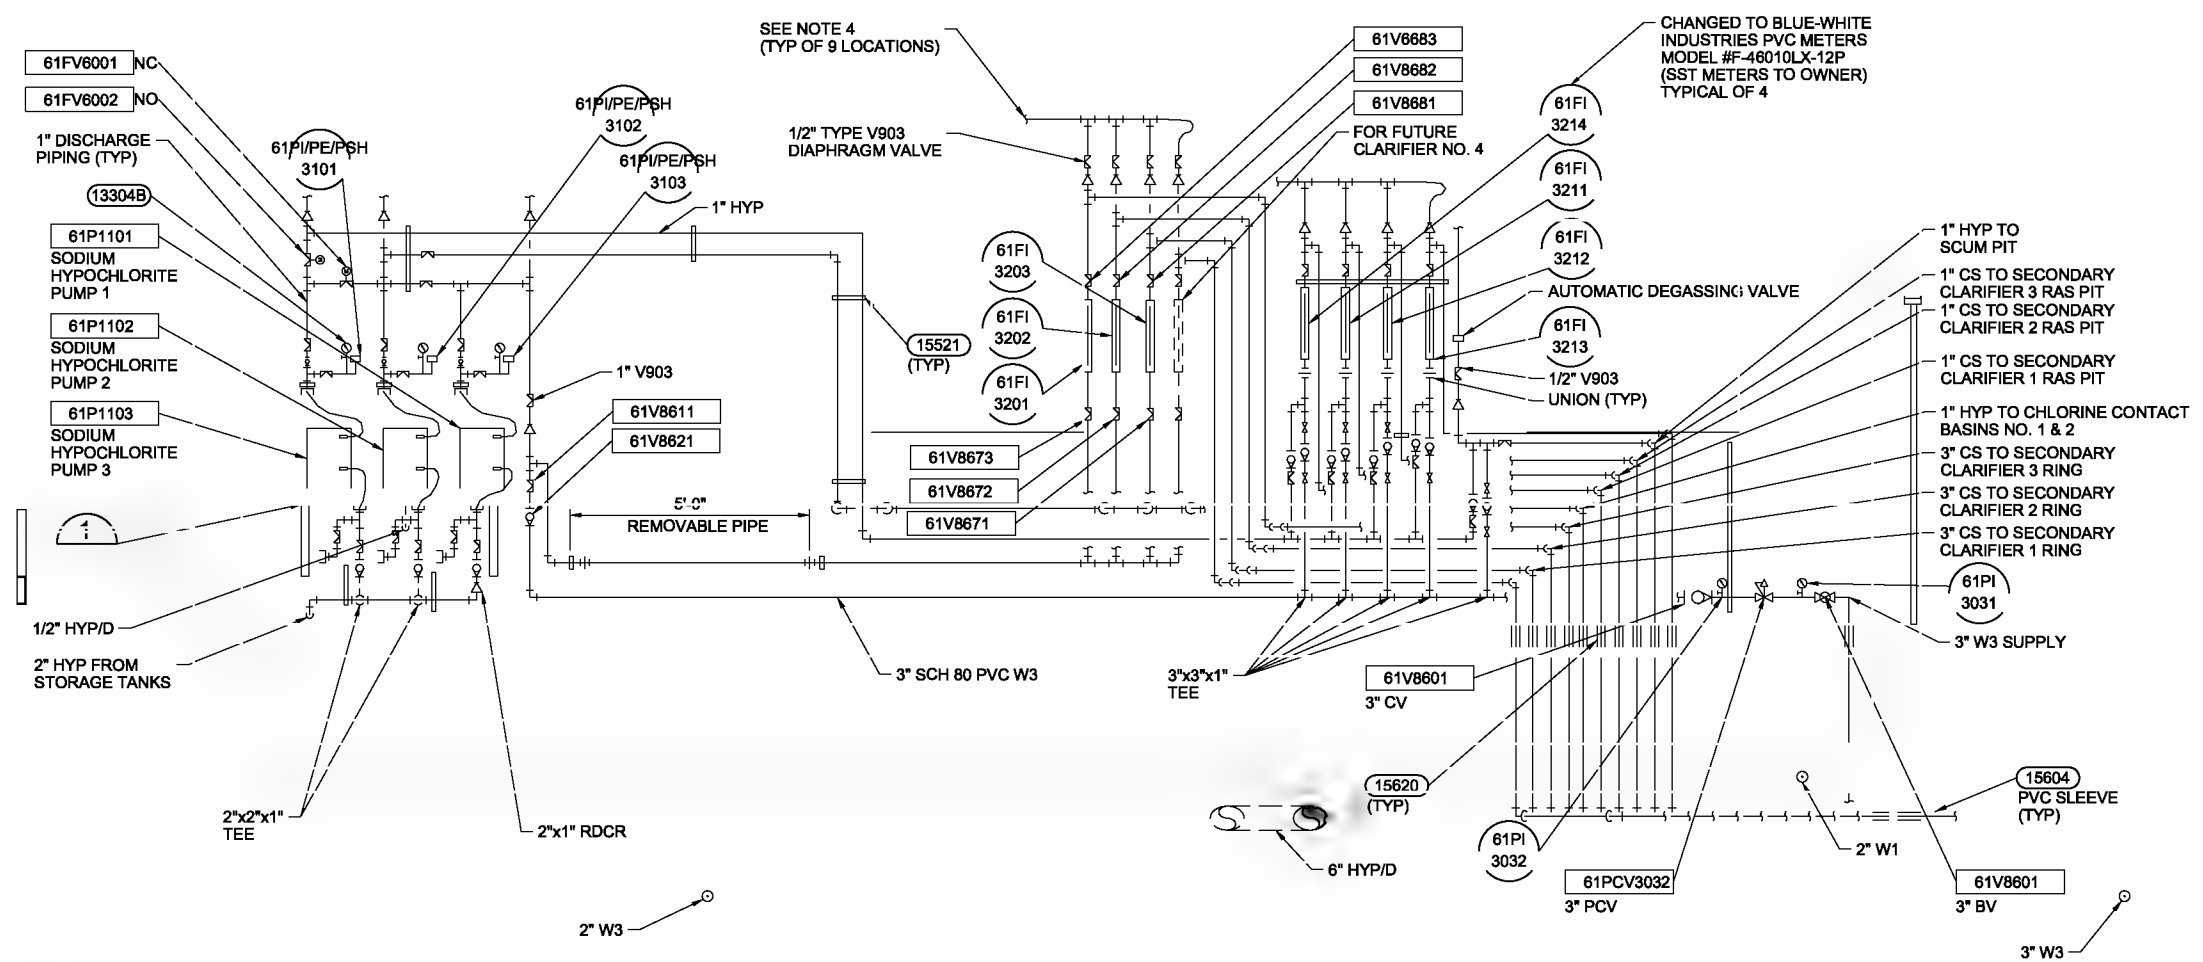 61FV6001 NC
61FV6002 NO
1" DISCHARGE
PIPING (TYP)
13304B
61P1101
SODIUM
HYPOCHLORITE
PUMP 1
61P1102
SODIUM
HYPOCHLORITE
PUMP 2
61P1103
SODIUM
HYPOCHLORITE
PUMP 3
1
1/2" HYP/D
2" HYP FROM
STORAGE TANKS
2"x2"x1"
TEE
2"x1" RDCR
61PI/PE/PSH
3101
61PI/PE/PSH
3102
61PI/PE/PSH
3103
1" HYP
1" V903
61V8611
61V8621
5'-0"
REMOVABLE PIPE
3" SCH 80 PVC W3
2" W3
SEE NOTE 4
(TYP OF 9 LOCATIONS)
1/2" TYPE V903
DIAPHRAGM VALVE
15521
(TYP)
61FI
3203
61FI
3202
61FI
3201
61V8673
61V8672
61V8671
61V6683
61V8682
61V8681
FOR FUTURE
CLARIFIER NO. 4
CHANGED TO BLUE-WHITE
INDUSTRIES PVC METERS
MODEL #F-46010LX-12P
(SST METERS TO OWNER)
TYPICAL OF 4
61FI
3214
61FI
3211
61FI
3212
AUTOMATIC DEGASSING VALVE
61FI
3213
1/2" V903
UNION (TYP)
3"x3"x1"
TEE
61V8601
3" CV
15620
(TYP)
6" HYP/D
61PI
3032
61PCV3032
3" PCV
1" HYP TO
SCUM PIT
1" CS TO SECONDARY
CLARIFIER 3 RAS PIT
1" CS TO SECONDARY
CLARIFIER 2 RAS PIT
1" CS TO SECONDARY
CLARIFIER 1 RAS PIT
1" HYP TO CHLORINE CONTACT
BASINS NO. 1 & 2
3" CS TO SECONDARY
CLARIFIER 3 RING
3" CS TO SECONDARY
CLARIFIER 2 RING
3" CS TO SECONDARY
CLARIFIER 1 RING
61PI
3031
3" W3 SUPPLY
15604
PVC SLEEVE
(TYP)
2" W1
61V8601
3" BV
3" W3